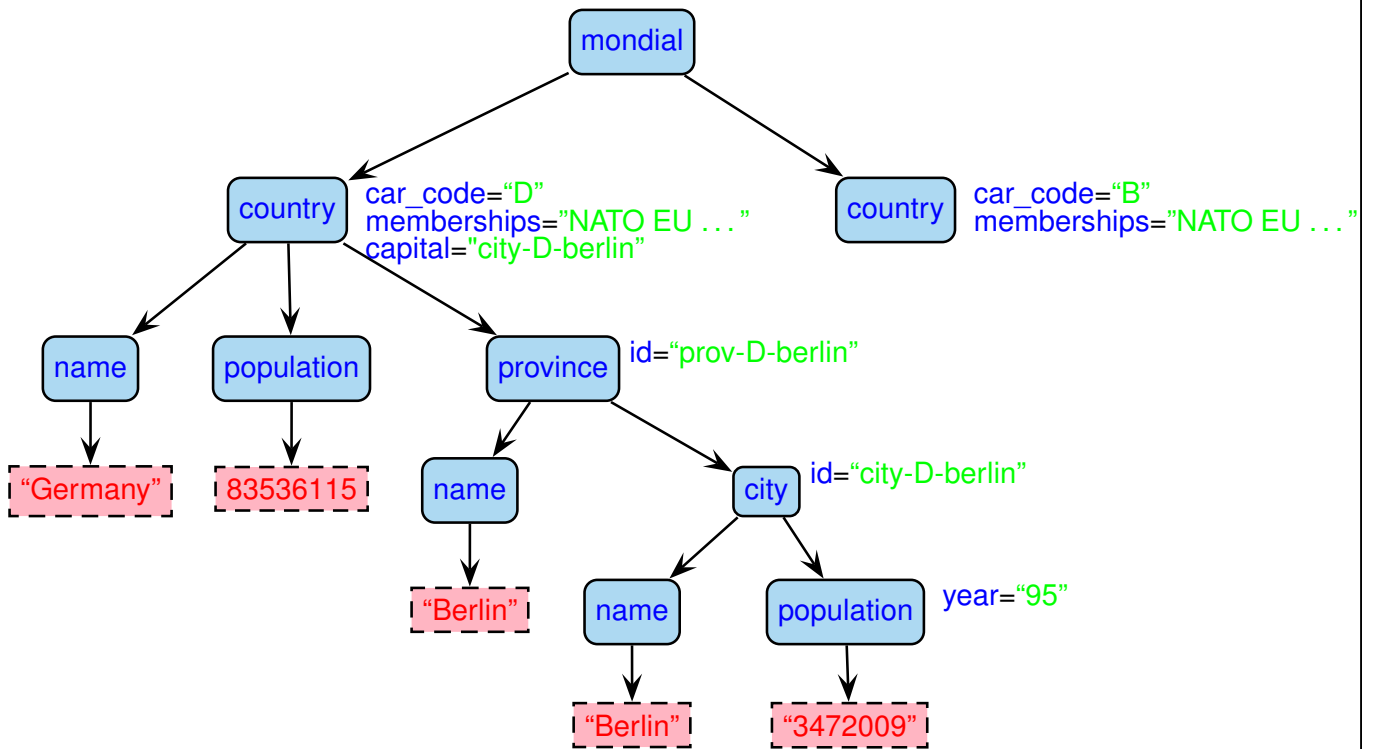 mondial
country
car_code=“D”
memberships=”NATO EU . . . ”
capital="city-D-berlin”
country
car_code=“B”
memberships=”NATO EU . . . ”
name
population
province
id=“prov-D-berlin”
“Germany”
83536115
name
city
id=“city-D-berlin”
“Berlin”
name
population
year=“95”
“Berlin”
“3472009”